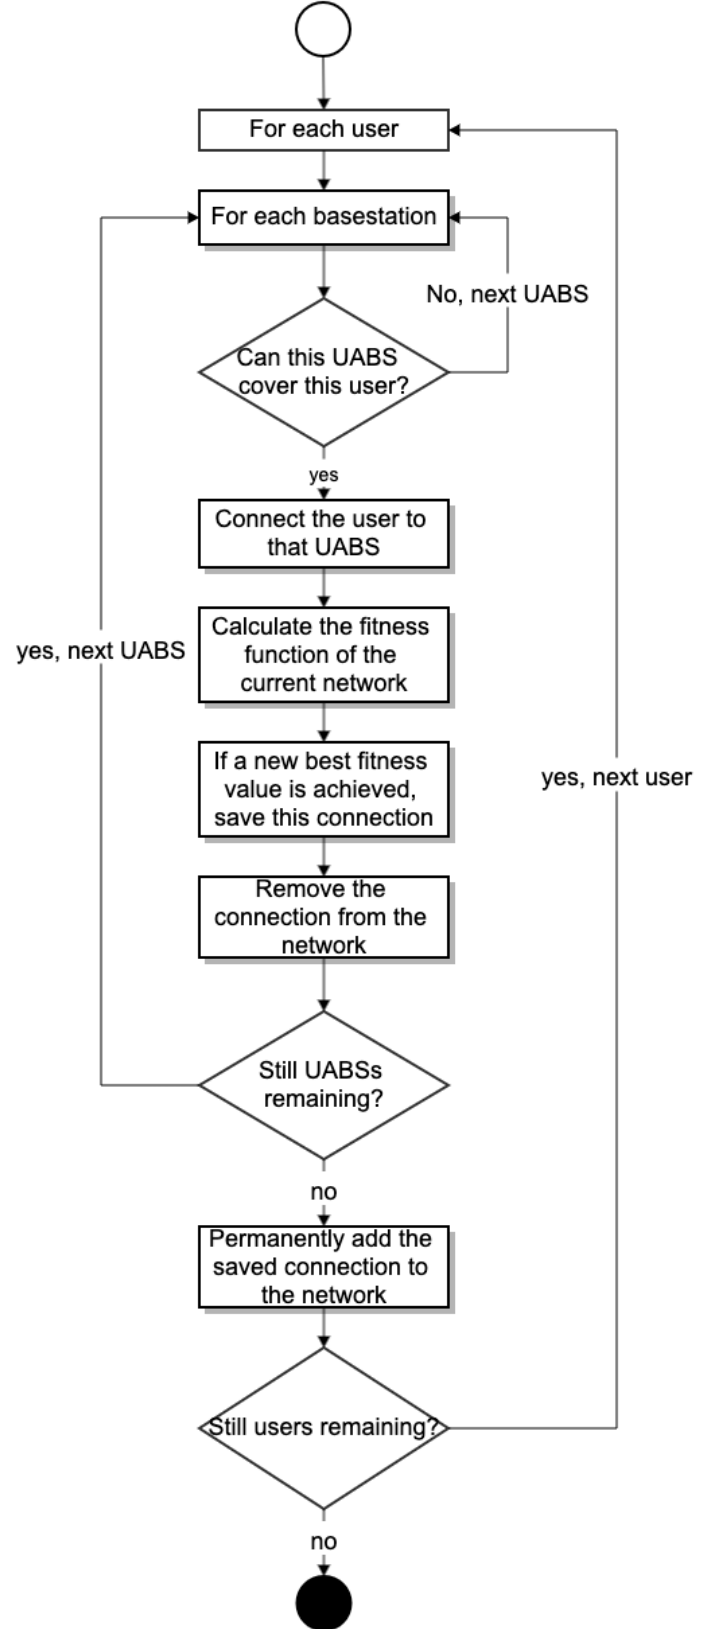 For each user
For each basestation
No, next UABS
Can this UABS
cover this user?
yes
Connect the user to
that UABS
Calculate the fitness
function of the
current network
yes, next UABS
If a new best fitness
value is achieved,
save this connection
yes, next user
Remove the
connection from the
network
Still UABSs
remaining?
no
Permanently add the
saved connection to
the network
Still users remaining?
no